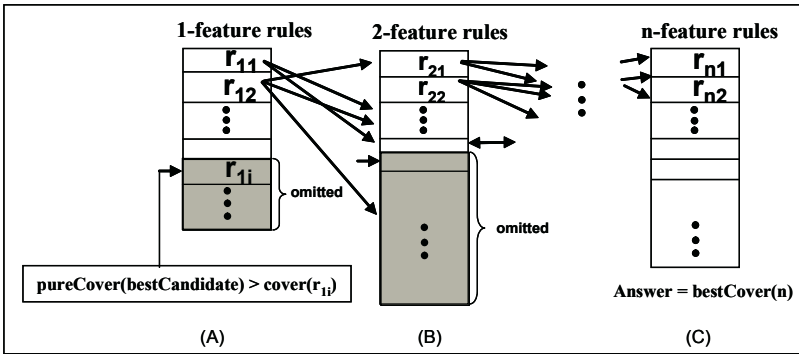 1-feature rules
r11
r12
r1i
omitted
pureCover(bestCandidate) > cover(r1i)
(A)
2-feature rules
r21
r22
omitted
(B)
n-feature rules
rn1
rn2
Answer = bestCover(n)
(C)